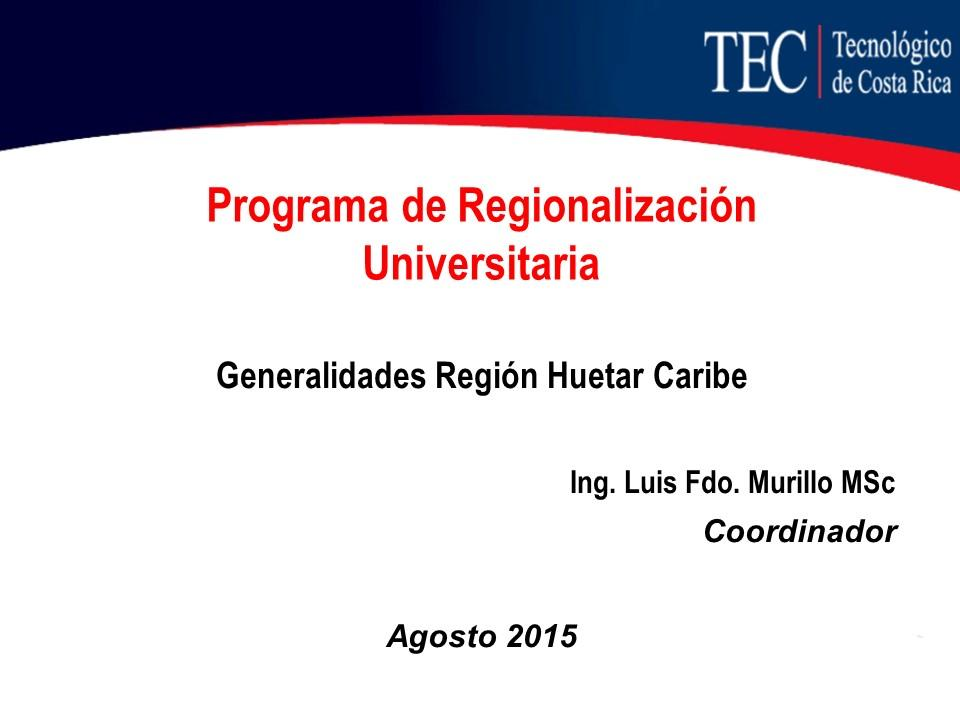 TEC | Tecnológico
de Costa Rica
Programa de Regionalización
Universitaria
Generalidades Región Huetar Caribe
Ing. Luis Fdo. Murillo MSc
Coordinador
Agosto 2015